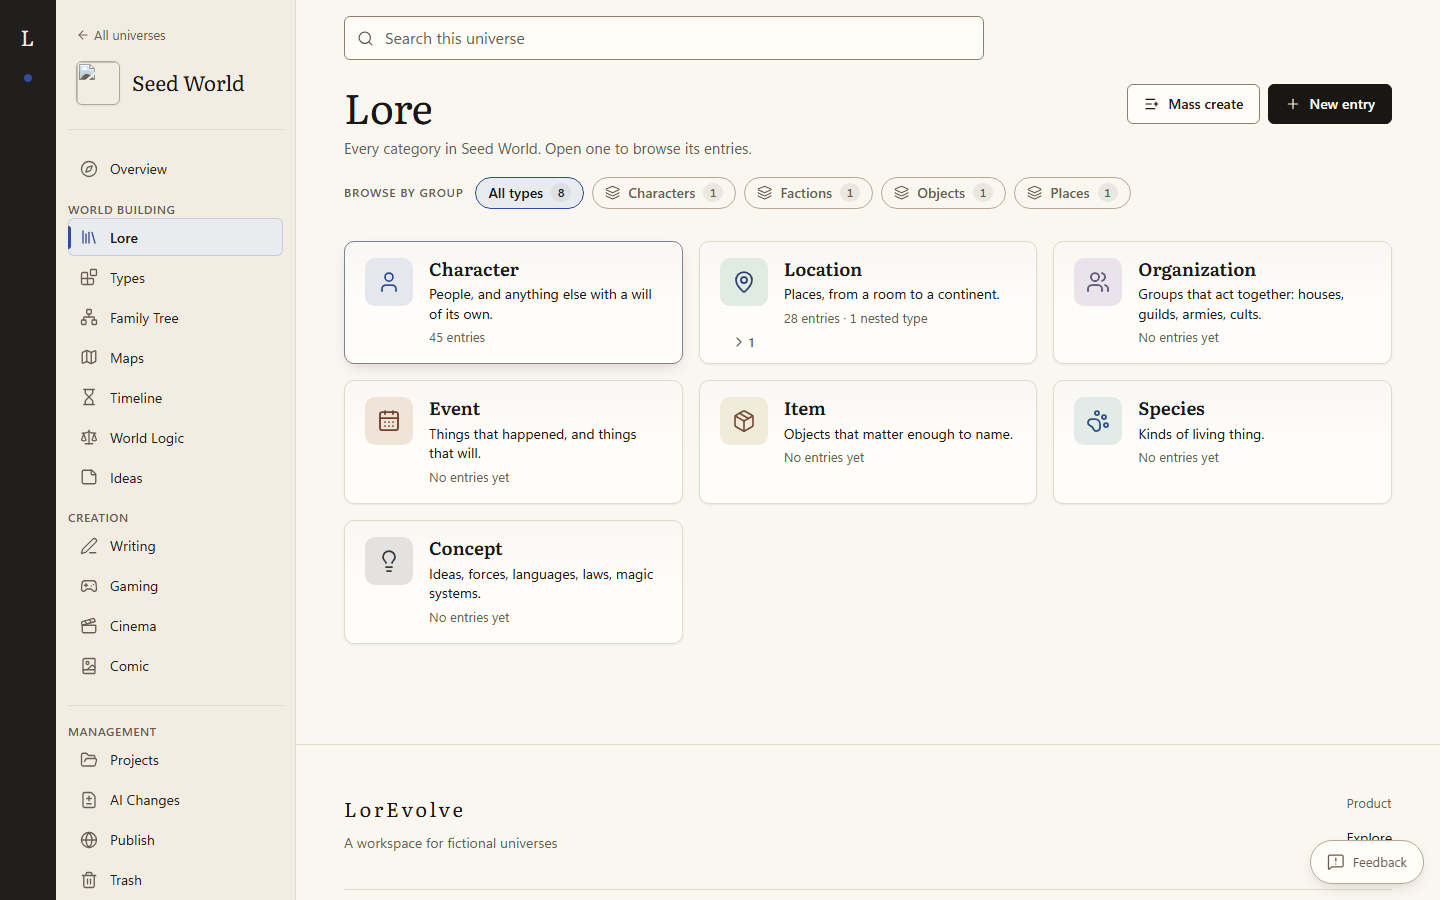 L
All universes
Seed World
Overview
WORLD BUILDING
Lore
Types
Family Tree
Maps
Timeline
World Logic
Ideas
CREATION
Writing
Gaming
Cinema
Comic
MANAGEMENT
Projects
AI Changes
Publish
Trash
Search this universe
Lore
Mass create
New entry
Every category in Seed World. Open one to browse its entries.
BROWSE BY GROUP All types 8 Characters 1 Factions 1 Objects 1 Places 1
Character
People, and anything else with a will
of its own.
45 entries
Location
Places, from a room to a continent.
28 entries · 1 nested type
1
Organization
Groups that act together: houses,
guilds, armies, cults.
No entries yet
Event
Things that happened, and things
that will.
No entries yet
Item
Objects that matter enough to name.
No entries yet
Species
Kinds of living thing.
No entries yet
Concept
Ideas, forces, languages, laws, magic
systems.
No entries yet
LorEvolve
A workspace for fictional universes
Product
Explore
Feedback